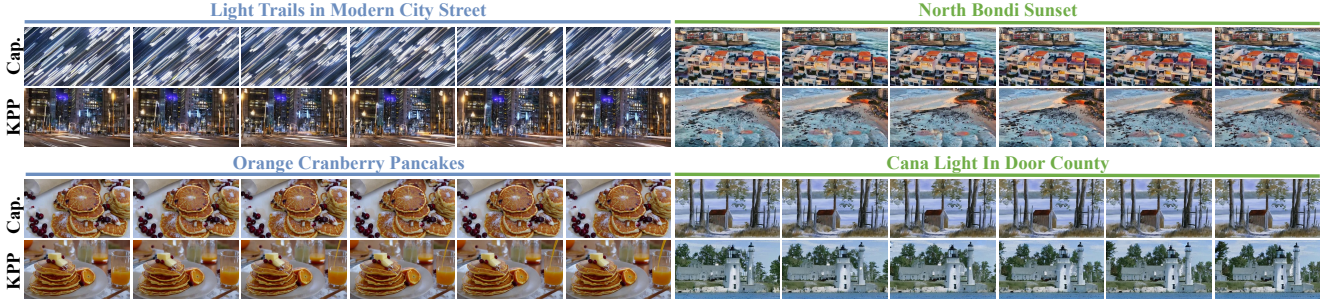 Light Trails in Modern City Street
North Bondi Sunset
Cap.
KPP
Orange Cranberry Pancakes
Cana Light In Door County
Cap.
KPP